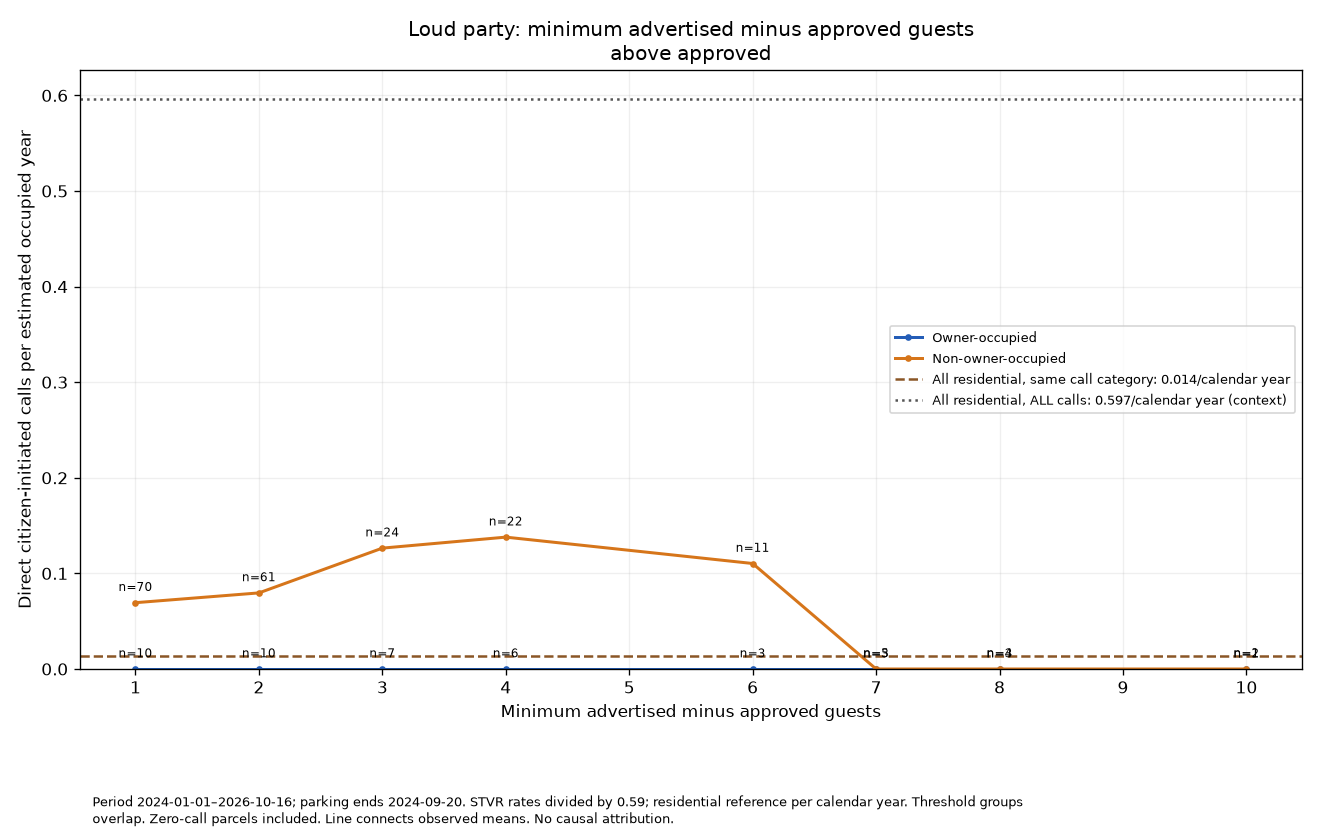 Loud party: minimum advertised minus approved guests
above approved
Direct citizen-initiated calls per estimated occupied year
0.6
0.5
0.4
0.3
0.2
0.1
0.0
Owner-occupied
Non-owner-occupied
All residential, same call category: 0.014/calendar year
All residential, ALL calls: 0.597/calendar year (context)
n=70
n=61
n=24
n=22
n=11
n=10
n=10
n=7
n=6
n=3
1 2 3 4 5 6 7 8 9 10
Minimum advertised minus approved guests
Period 2024-01-01–2026-10-16; parking ends 2024-09-20. STVR rates divided by 0.59; residential reference per calendar year. Threshold groups
overlap. Zero-call parcels included. Line connects observed means. No causal attribution.